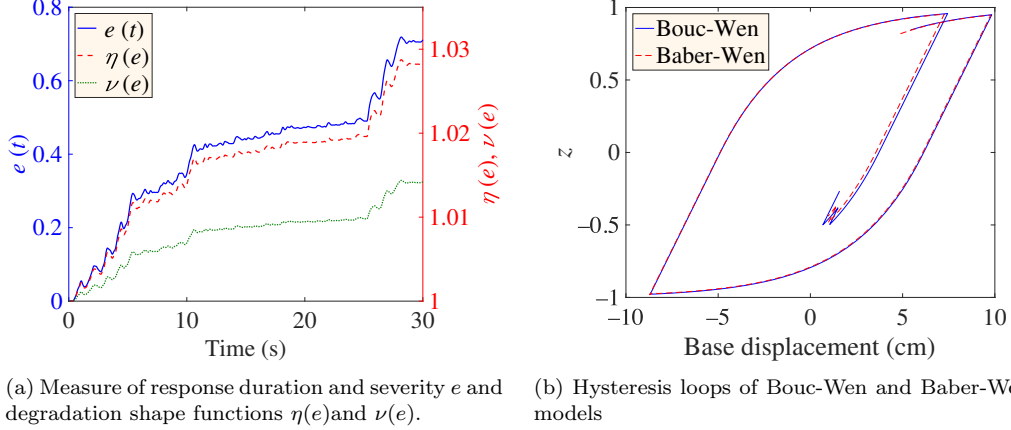 0.8
0.6
0.4
0.2
0
e (t)
e (t)
η (e)
ν (e)
1.03
1.02
1.01
1
η (e), ν (e)
0 10 20 30
Time (s)
1
0.5
0
−0.5
−1
z
Bouc-Wen
Baber-Wen
−10 −5 0 5 10
Base displacement (cm)
(a) Measure of response duration and severity e and
degradation shape functions η(e)and ν(e).
(b) Hysteresis loops of Bouc-Wen and Baber-We
models